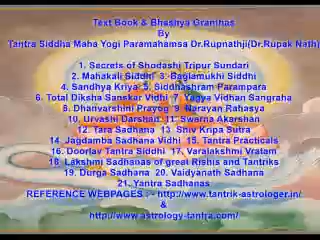 Text Book & Bhashya Granthas
By
Tantra Siddha Maha Yogi Paramahamsa Dr.Rupnathji(Dr.Rupak Nath)
1. Secrets of Shodashi Tripur Sundari
2. Mahakali Siddhi 3. Baglamukhi Siddhi
4. Sandhya Kriya 5. Siddhashram Parampara
6. Total Diksha Sanskar Vidhi 7. Yagya Vidhan Sangraha
8. Dhanvarshini Prayog 9. Narayan Rahasya
10. Urvashi Darshan 11. Swarna Akarshan
12. Tara Sadhana 13. Shiv Kripa Sutra
14. Jagdamba Sadhana Vidhi 15. Tantra Practicals
16. Doorlav Tantra Siddhi 17. Varalakshmi Vratam
18. Lakshmi Sadhanas of great Rishis and Tantriks
19. Durga Sadhana 20. Vaidyanath Sadhana
21. Yantra Sadhanas
REFERENCE WEBPAGES : - http://www.tantrik-astrologer.in/
&
http://www.astrology-tantra.com/